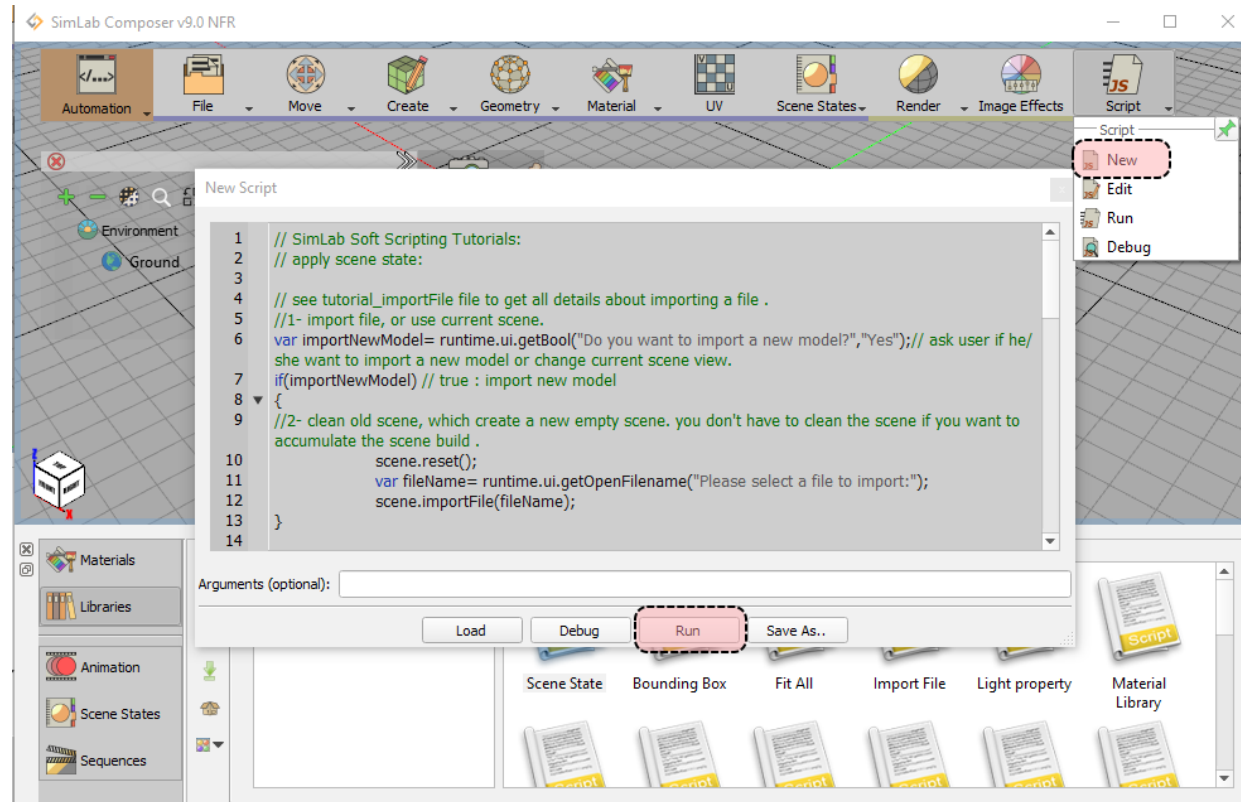 SimLab Composer v9.0 NFR
Automation
File
Move
Create
Geometry
Material
UV
Scene States
Render
Image Effects
Script
Script
New
Edit
Run
Debug
Environment
Ground
New Script
1 // SimLab Soft Scripting Tutorials:
2 // apply scene state:
3
4 // see tutorial_importFile file to get all details about importing a file .
5 //1- import file, or use current scene.
6 var importNewModel= runtime.ui.getBool("Do you want to import a new model?","Yes");// ask user if he/
she want to import a new model or change current scene view.
7 if(importNewModel) // true : import new model
8 {
9 //2- clean old scene, which create a new empty scene. you don't have to clean the scene if you want to
accumulate the scene build .
10 scene.reset();
11 var fileName= runtime.ui.getOpenFilename("Please select a file to import:");
12 scene.importFile(fileName);
13 }
14
Arguments (optional):
Load Debug Run Save As..
Materials
Libraries
Animation
Scene States
Sequences
Script
Scene State
Bounding Box
Fit All
Import File
Light property
Material
Library
Script
Script
Script
Script
Script
Script